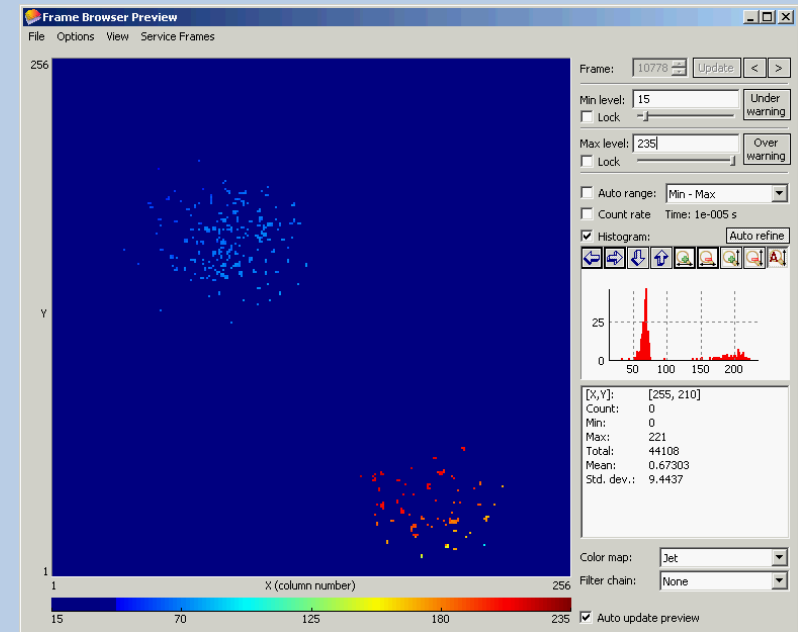 Frame Browser Preview
File Options View Service Frames
256
Y
1
1 X (column number) 256
15 70 125 180 235
Frame: 10778 Update < >
Min level: 15 Under warning
Lock
Max level: 235 Over warning
Lock
Auto range: Min - Max
Count rate Time: 1e-005 s
Histogram: Auto refine
A
25
0
50 100 150 200
[X,Y]: [255, 210]
Count: 0
Min: 0
Max: 221
Total: 44108
Mean: 0.67303
Std. dev.: 9.4437
Color map: Jet
Filter chain: None
Auto update preview